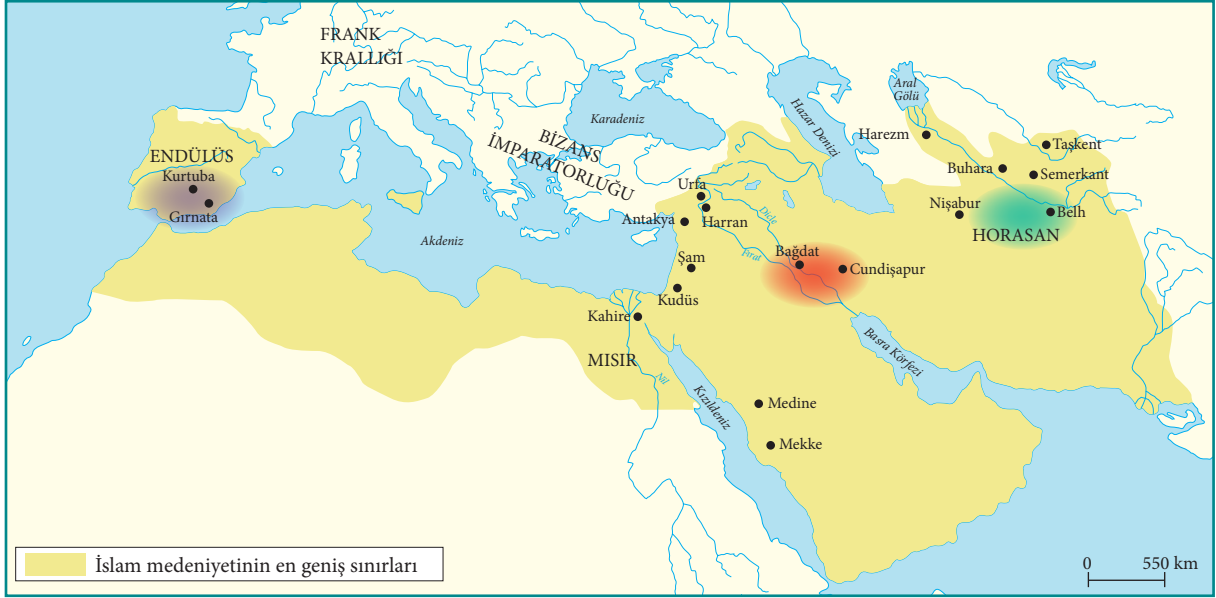 FRANK
KRALLIĞI
Aral
Gölü
Karadeniz
Hazar Denizi
Harezm
Taşkent
BİZANS
İMPARATORLUĞU
ENDÜLÜS
Kurtuba
Gırnata
Buhara
Semerkant
Urfa
Nişabur
Belh
Antakya
Harran
Dicle
HORASAN
Akdeniz
Şam
Fırat
Bağdat
Cundişapur
Kudüs
Kahire
MISIR
Basra Körfezi
Nil
Kızıldeniz
Medine
Mekke
İslam medeniyetinin en geniş sınırları
0 550 km